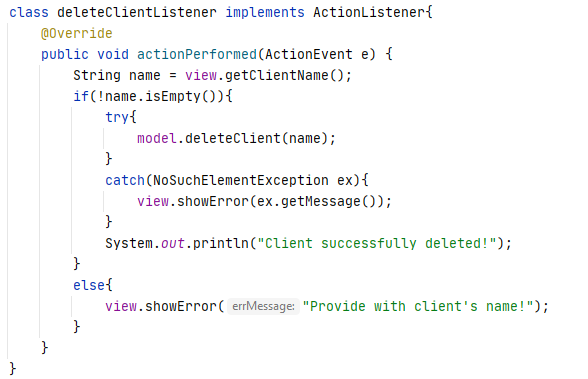 class deleteClientListener implements ActionListener{
@Override
public void actionPerformed(ActionEvent e) {
String name = view.getClientName();
if(!name.isEmpty()){
try{
model.deleteClient(name);
}
catch(NoSuchElementException ex){
view.showError(ex.getMessage());
}
System.out.println("Client successfully deleted!");
}
else{
view.showError( errMessage: "Provide with client's name!");
}
}
}